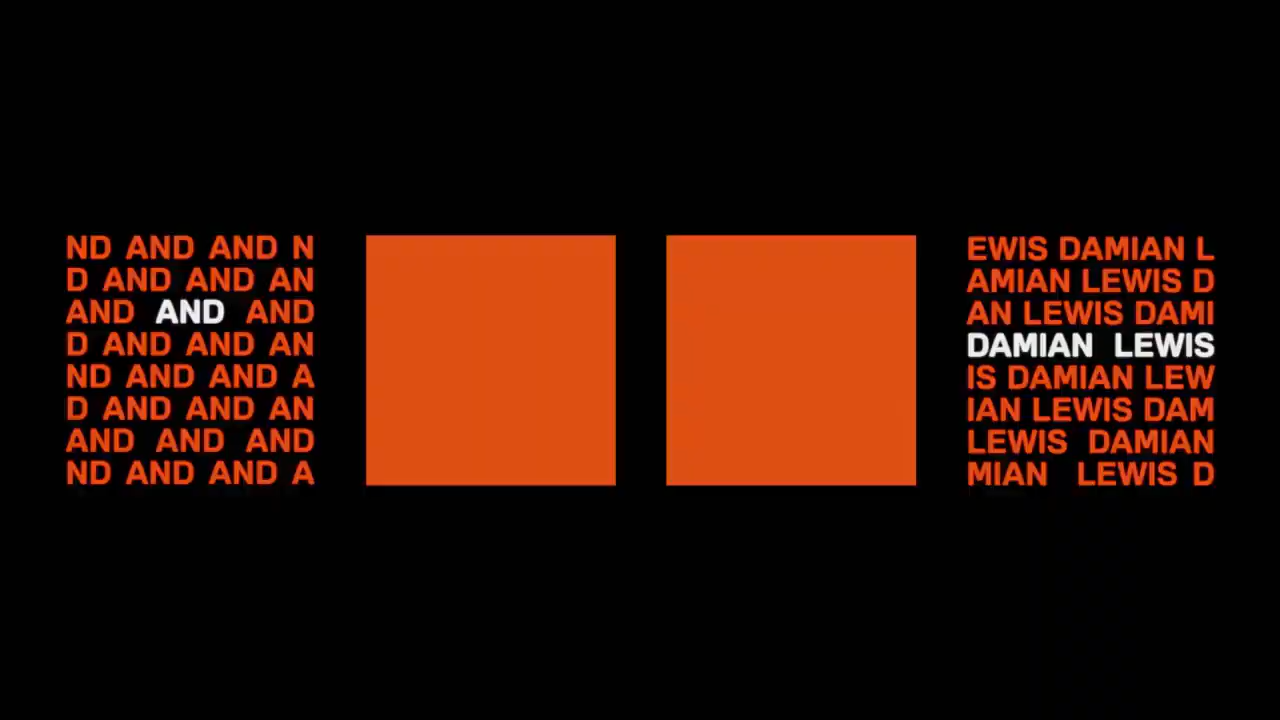 ND AND AND N
D AND AND AN
AND AND AND
D AND AND AN
ND AND AND A
D AND AND AN
AND AND AND
ND AND AND A
EWIS DAMIAN L
AMIAN LEWIS D
AN LEWIS DAMI
DAMIAN LEWIS
IS DAMIAN LEW
IAN LEWIS DAM
LEWIS DAMIAN
MIAN LEWIS D